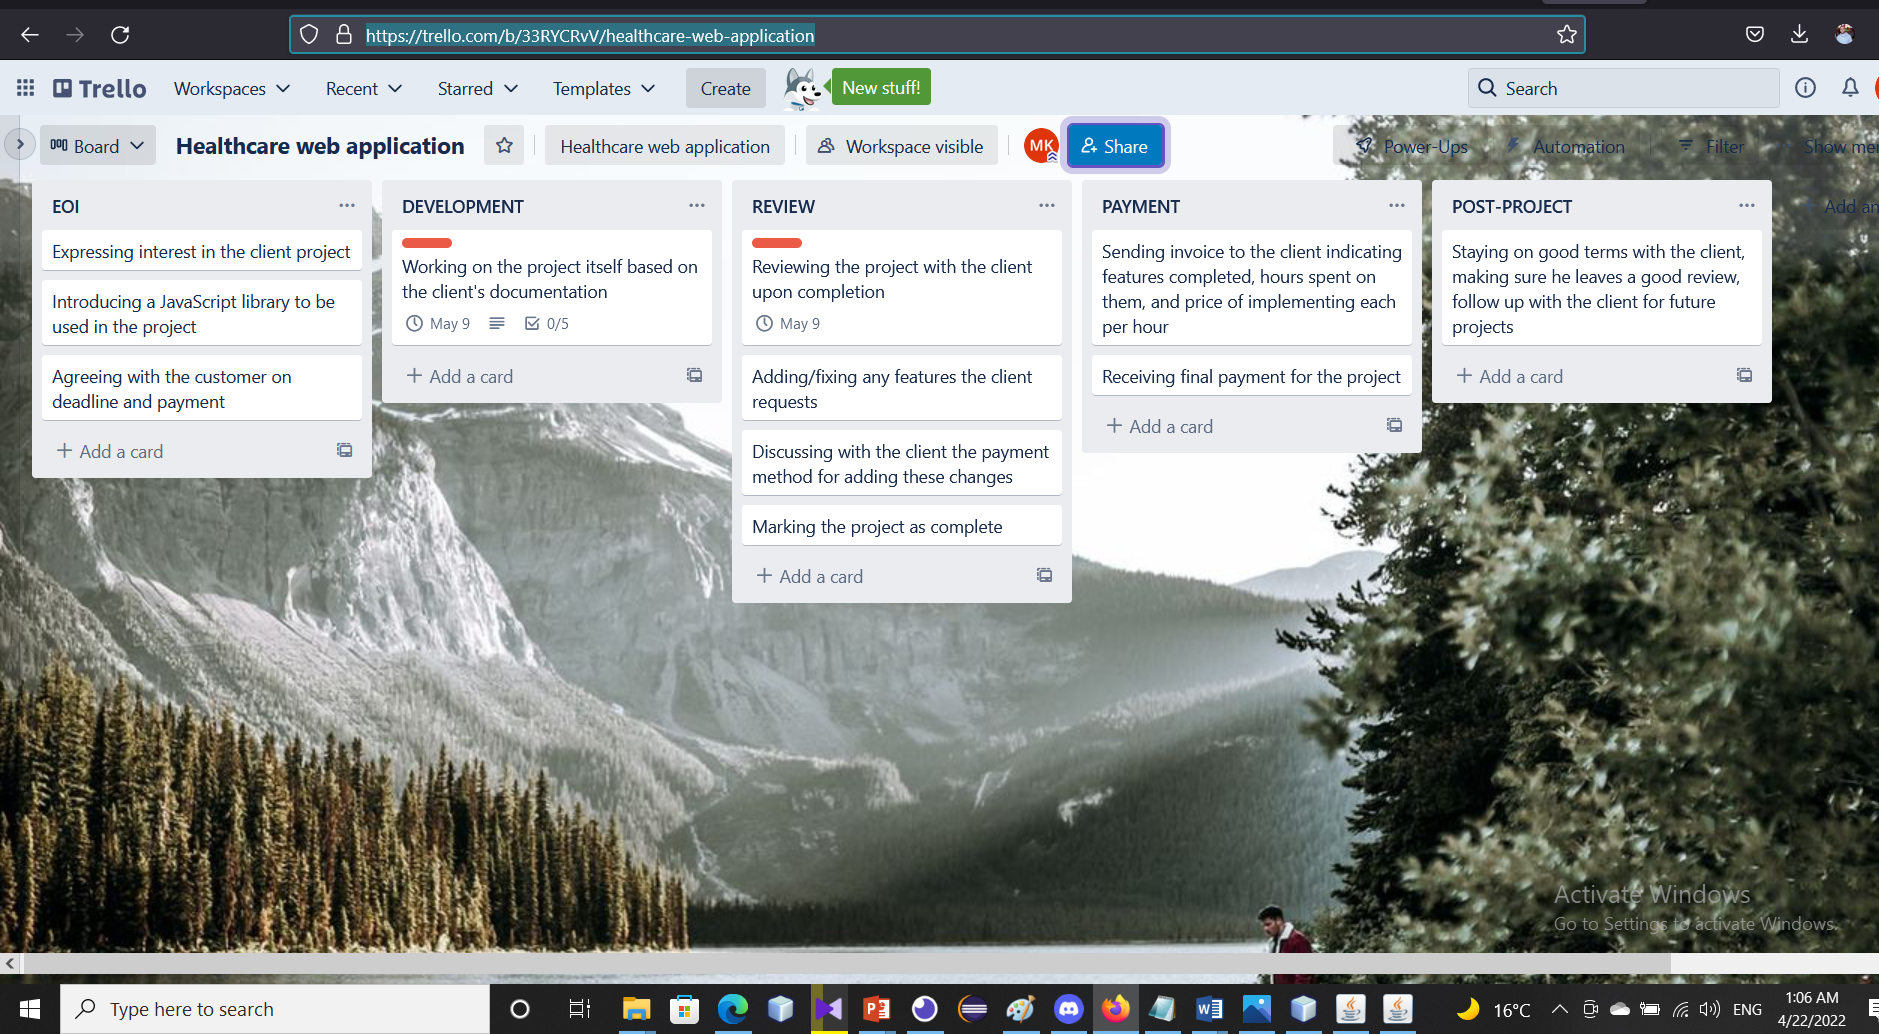 https://trello.com/b/33RYCRvV/healthcare-web-application
Trello
Workspaces
Recent
Starred
Templates
Create
New stuff!
Search
Board
Healthcare web application
Healthcare web application
Workspace visible
MK
Share
Power-Ups
Automation
Filter
Show
EOI
Expressing interest in the client project
Introducing a JavaScript library to be
used in the project
Agreeing with the customer on
deadline and payment
Add a card
DEVELOPMENT
Working on the project itself based on
the client's documentation
May 9
0/5
Add a card
REVIEW
Reviewing the project with the client
upon completion
May 9
Adding/fixing any features the client
requests
Discussing with the client the payment
method for adding these changes
Marking the project as complete
Add a card
PAYMENT
Sending invoice to the client indicating
features completed, hours spent on
them, and price of implementing each
per hour
Receiving final payment for the project
Add a card
POST-PROJECT
Staying on good terms with the client,
making sure he leaves a good review,
follow up with the client for future
projects
Add a card
Add an
Activate Windows
Go to Settings to activate Windows.
Type here to search
16°C
ENG
1:06 AM
4/22/2022